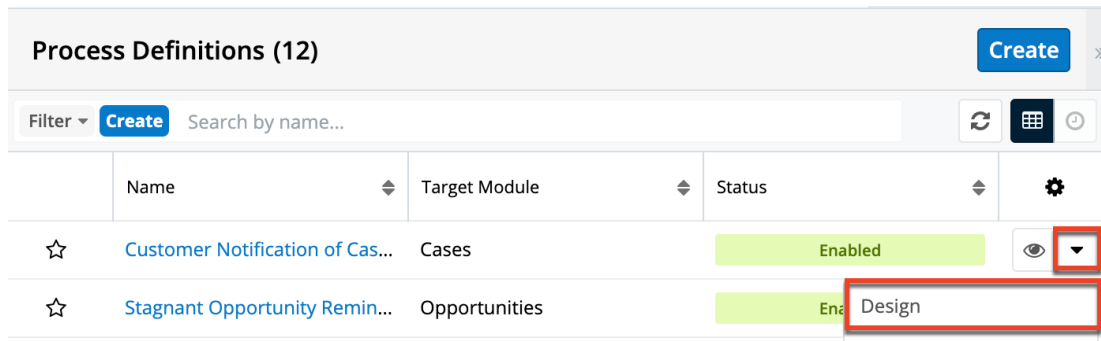 Process Definitions (12)
Create
Filter Create Search by name...
Name Target Module Status
Customer Notification of Cas... Cases Enabled
Stagnant Opportunity Remin... Opportunities Ena Design